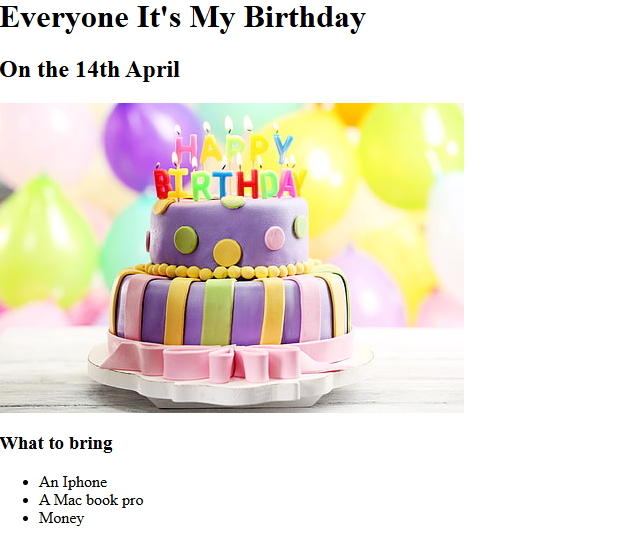 Everyone It's My Birthday
On the 14th April
HAPPY
BIRTHDAY
What to bring
An Iphone
A Mac book pro
Money